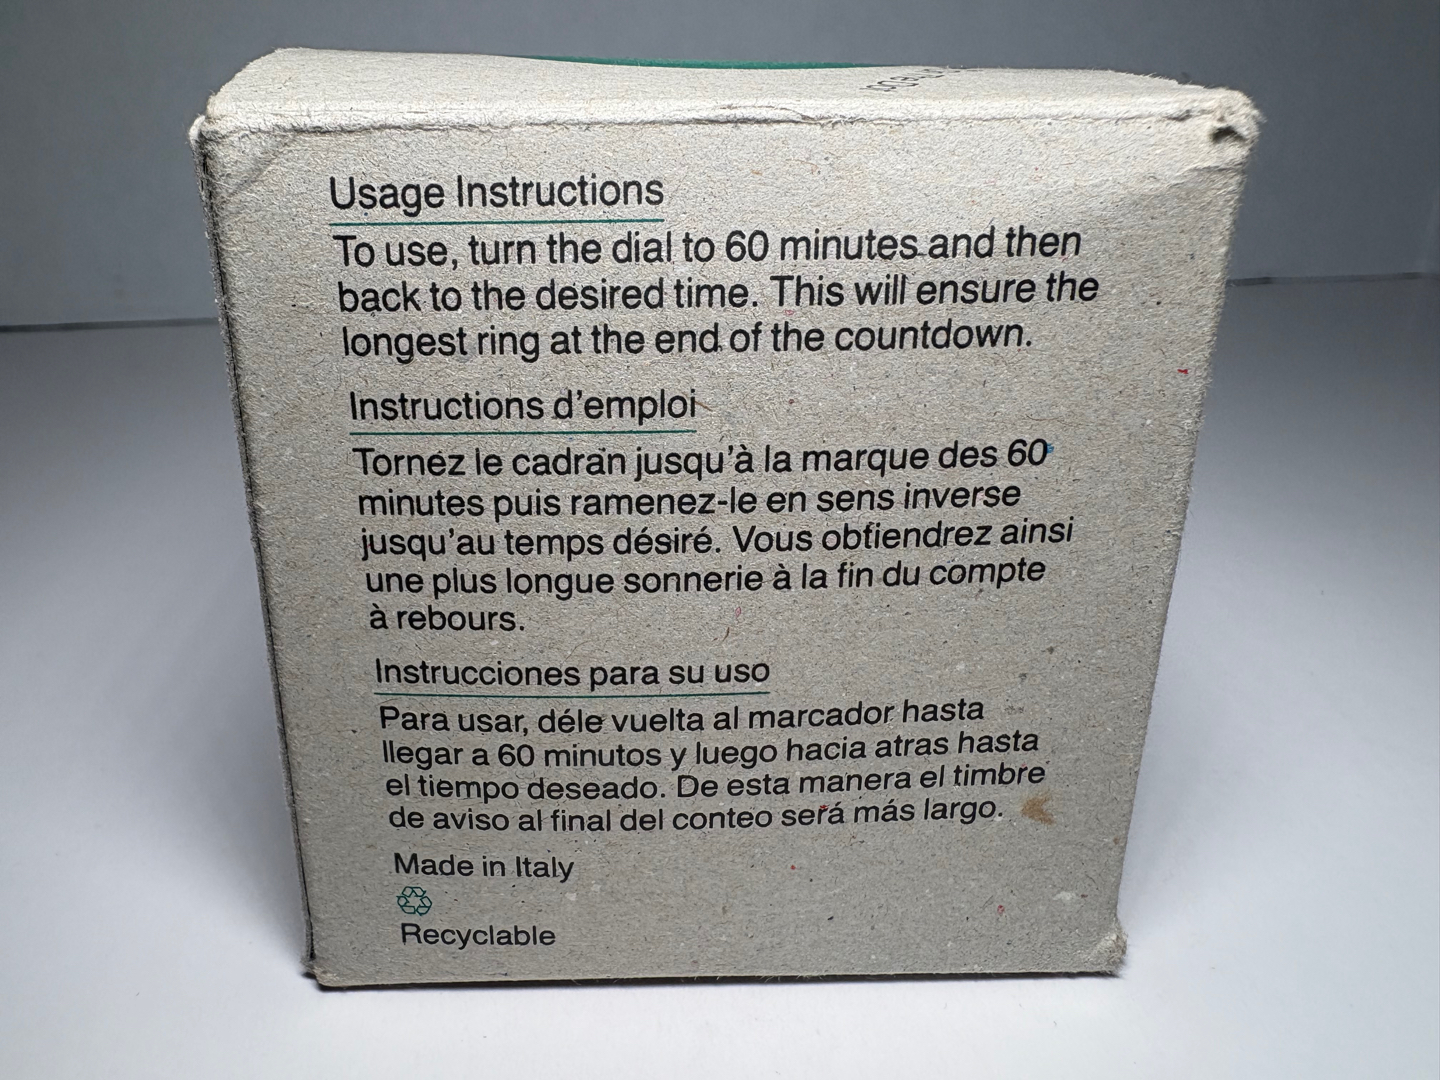 Usage Instructions
To use, turn the dial to 60 minutes and then
back to the desired time. This will ensure the
longest ring at the end of the countdown.
Instructions d'emploi
Tornez le cadran jusqu'à la marque des 60
minutes puis ramenez-le en sens inverse
jusqu'au temps désiré. Vous obtiendrez ainsi
une plus longue sonnerie à la fin du compte
à rebours.
Instrucciones para su uso
Para usar, déle vuelta al marcador hasta
llegar a 60 minutos y luego hacia atras hasta
el tiempo deseado. De esta manera el timbre
de aviso al final del conteo será más largo.
Made in Italy
Recyclable